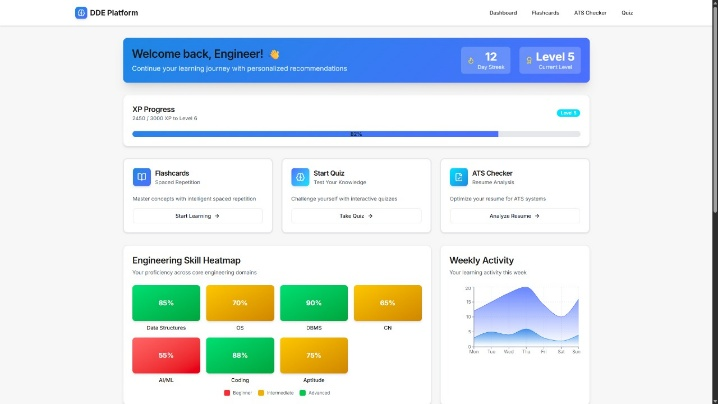 DDE Platform
Dashboard Flashcards ATS Checker Quiz
Welcome back, Engineer! 👋
Continue your learning journey with personalized recommendations
12
Day Streak
Level 5
Current Level
XP Progress
2450 / 3000 XP to Level 6
Level 5
82%
Flashcards
Spaced Repetition
Master concepts with intelligent spaced repetition
Start Learning →
Start Quiz
Test Your Knowledge
Challenge yourself with interactive quizzes
Take Quiz →
ATS Checker
Resume Analysis
Optimize your resume for ATS systems
Analyze Resume →
Engineering Skill Heatmap
Your proficiency across core engineering domains
85% 70% 90% 65%
Data Structures OS DBMS CN
55% 88% 75%
AI/ML Coding Aptitude
Beginner Intermediate Advanced
Weekly Activity
Your learning activity this week
20
15
10
5
0
Mon Tue Wed Thu Fri Sat Sun